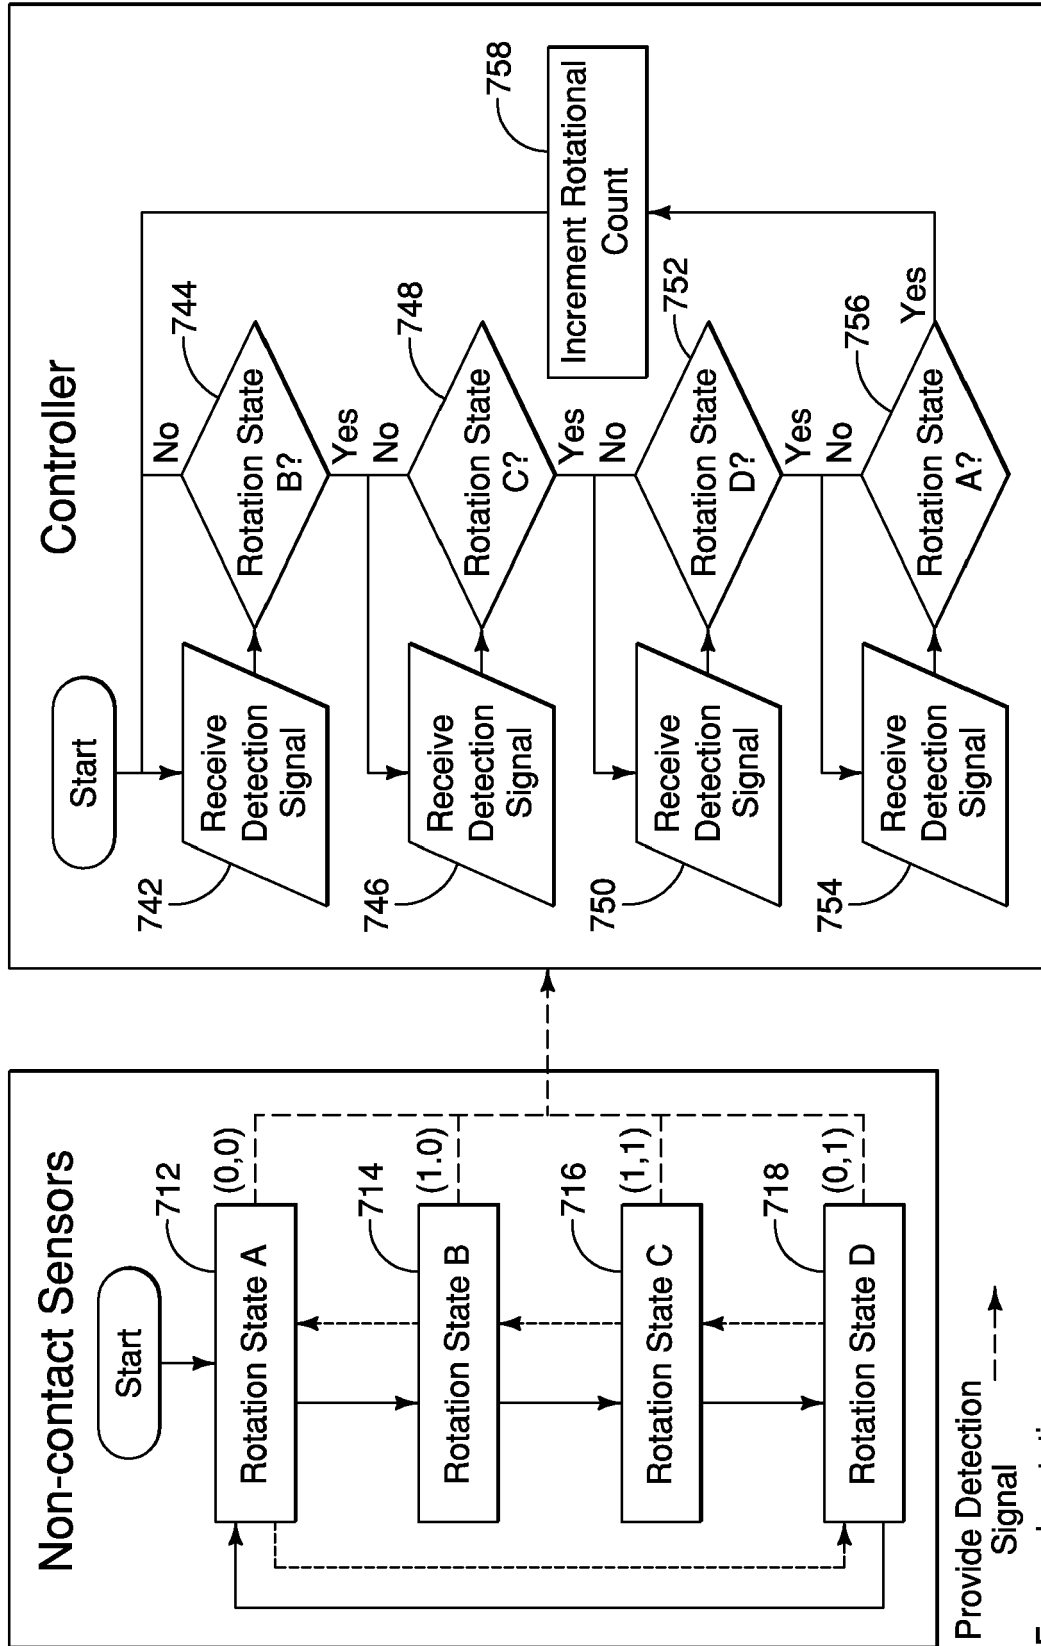 Non-contact Sensors
Start
712
Rotation State A
(0,0)
714
Rotation State B
(1.0)
716
Rotation State C
(1,1)
718
Rotation State D
(0,1)
Provide Detection
Signal
Controller
Start
742
Receive
Detection
Signal
744
No
Rotation State
B?
Yes
746
Receive
Detection
Signal
748
No
Rotation State
C?
Yes
750
Receive
Detection
Signal
752
No
Rotation State
D?
Yes
754
Receive
Detection
Signal
756
No
Rotation State
A?
Yes
758
Increment Rotational
Count